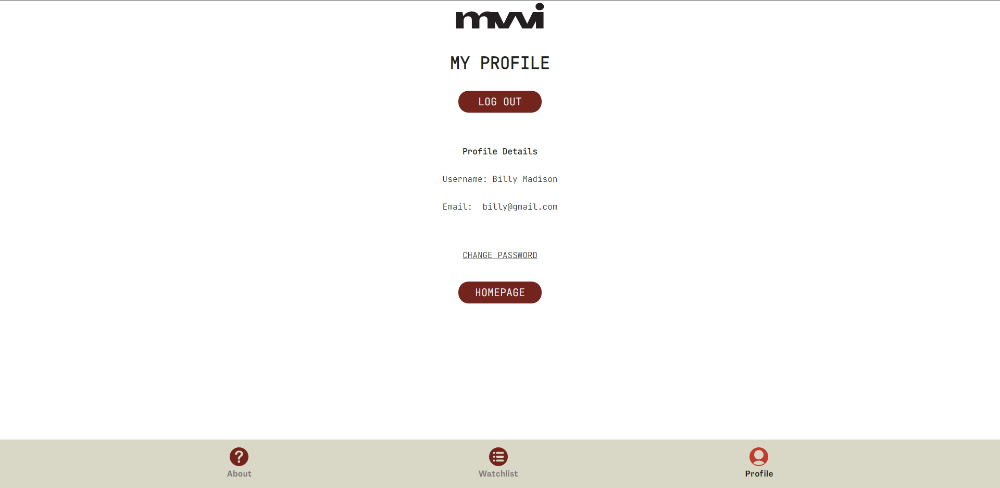 mvvi
MY PROFILE
LOG OUT
Profile Details
Username: Billy Madison
Email: billy@gmail.com
CHANGE PASSWORD
HOMEPAGE
?
About
Watchlist
Profile